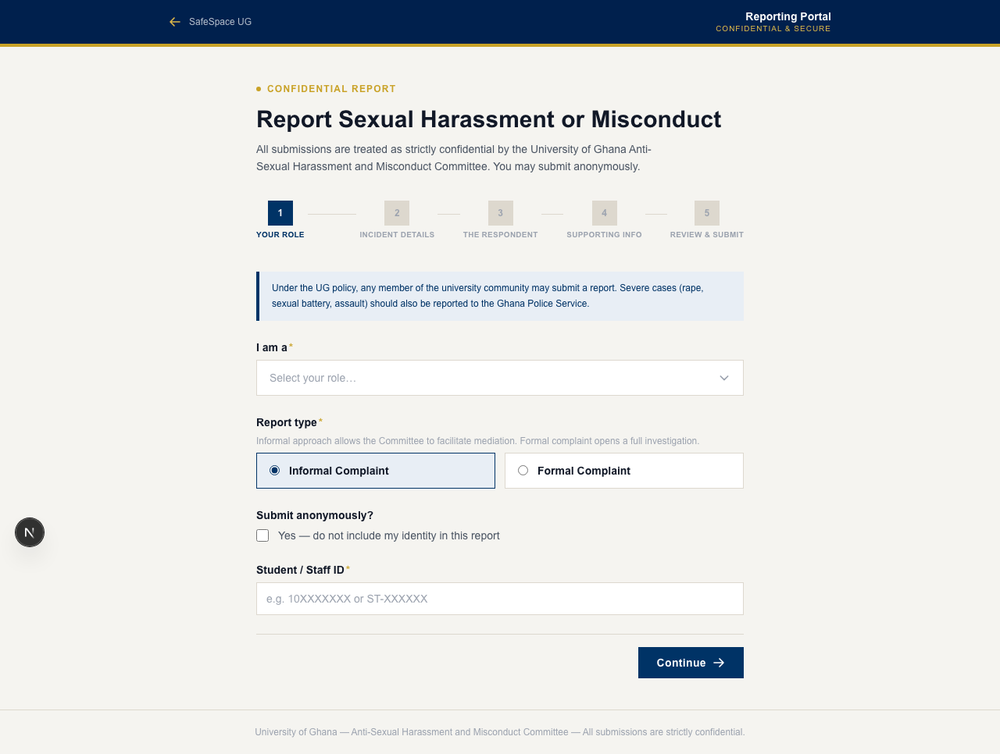 SafeSpace UG
Reporting Portal
CONFIDENTIAL & SECURE
CONFIDENTIAL REPORT
Report Sexual Harassment or Misconduct
All submissions are treated as strictly confidential by the University of Ghana Anti-
Sexual Harassment and Misconduct Committee. You may submit anonymously.
1
2
3
4
5
YOUR ROLE
INCIDENT DETAILS
THE RESPONDENT
SUPPORTING INFO
REVIEW & SUBMIT
Under the UG policy, any member of the university community may submit a report. Severe cases (rape,
sexual battery, assault) should also be reported to the Ghana Police Service.
I am a *
Select your role…
Report type *
Informal approach allows the Committee to facilitate mediation. Formal complaint opens a full investigation.
Informal Complaint
Formal Complaint
Submit anonymously?
Yes — do not include my identity in this report
N
Student / Staff ID *
e.g. 10XXXXXXX or ST-XXXXXX
Continue
University of Ghana — Anti-Sexual Harassment and Misconduct Committee — All submissions are strictly confidential.